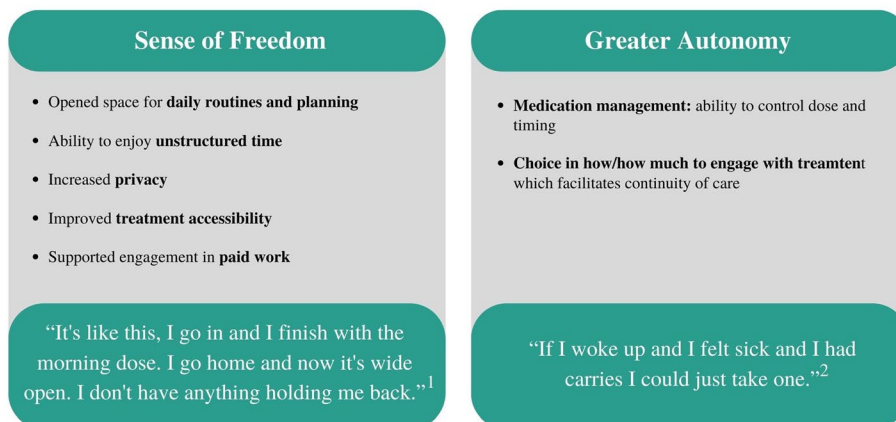 Sense of Freedom
• Opened space for daily routines and planning
• Ability to enjoy unstructured time
• Increased privacy
• Improved treatment accessibility
• Supported engagement in paid work
“It's like this, I go in and I finish with the
morning dose. I go home and now it's wide
open. I don't have anything holding me back.”1
Greater Autonomy
• Medication management: ability to control dose and
timing
• Choice in how/how much to engage with treamtent
which facilitates continuity of care
“If I woke up and I felt sick and I had
carries I could just take one.”2